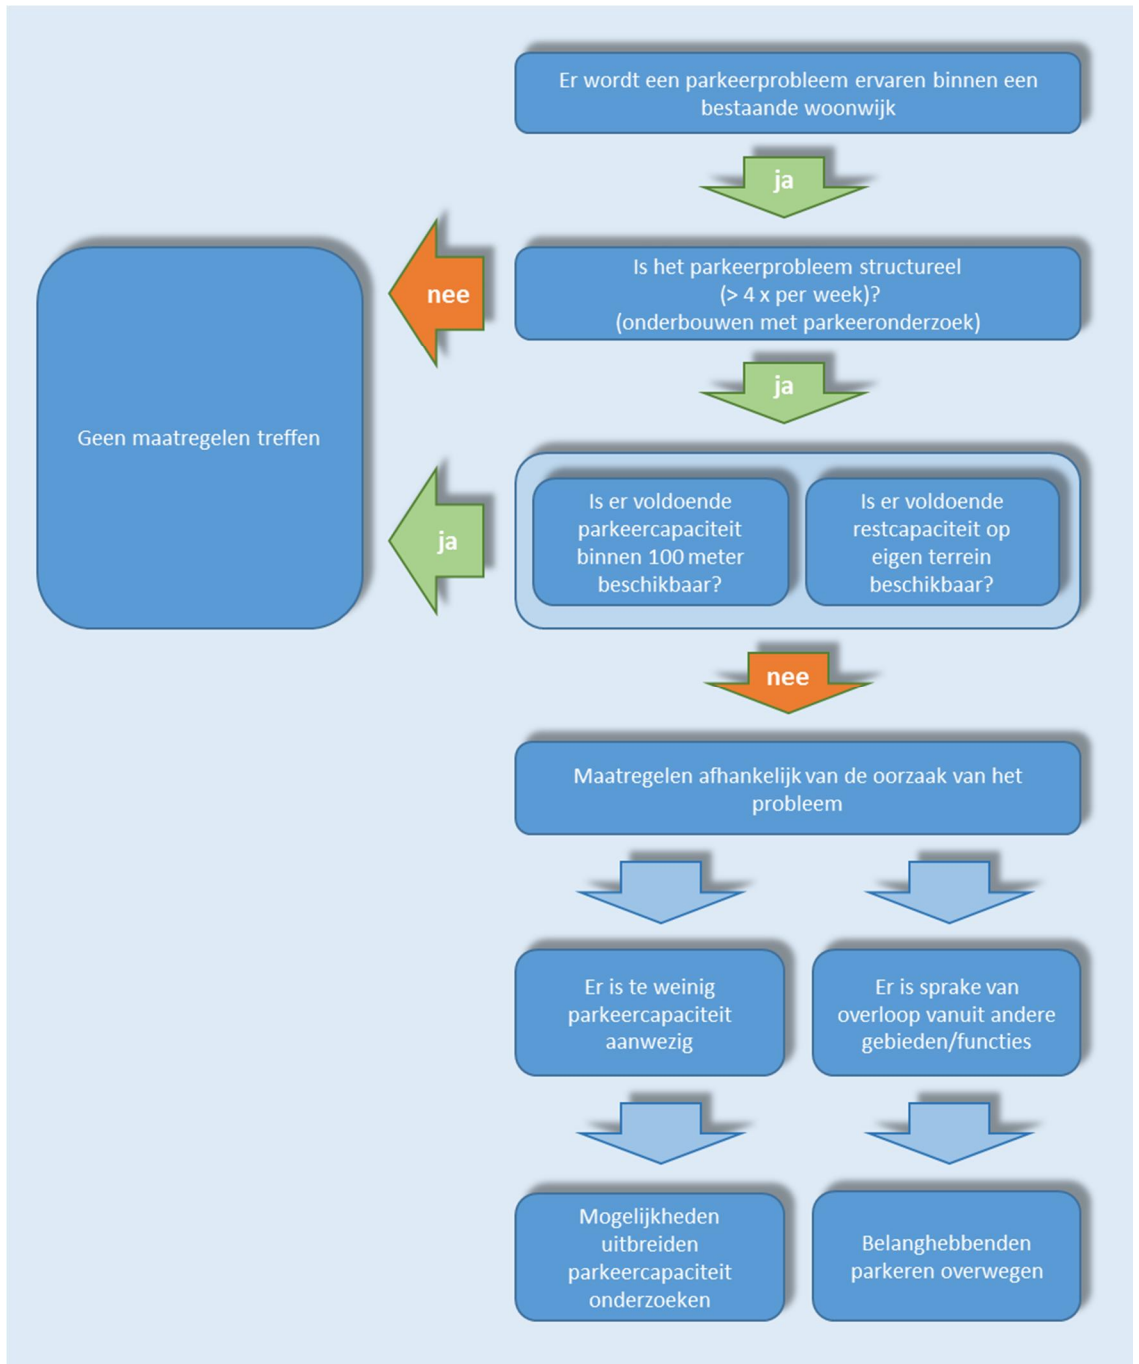 Er wordt een parkeerprobleem ervaren binnen een
bestaande woonwijk
ja
Is het parkeerprobleem structureel
(> 4 x per week)?
(onderbouwen met parkeeronderzoek)
nee
ja
Geen maatregelen treffen
Is er voldoende
parkeercapaciteit
binnen 100 meter
beschikbaar?
Is er voldoende
restcapaciteit op
eigen terrein
beschikbaar?
ja
nee
Maatregelen afhankelijk van de oorzaak van het
probleem
Er is te weinig
parkeercapaciteit
aanwezig
Er is sprake van
overloop vanuit andere
gebieden/functies
Mogelijkheden
uitbreiden
parkeercapaciteit
onderzoeken
Belanghebbenden
parkeren overwegen